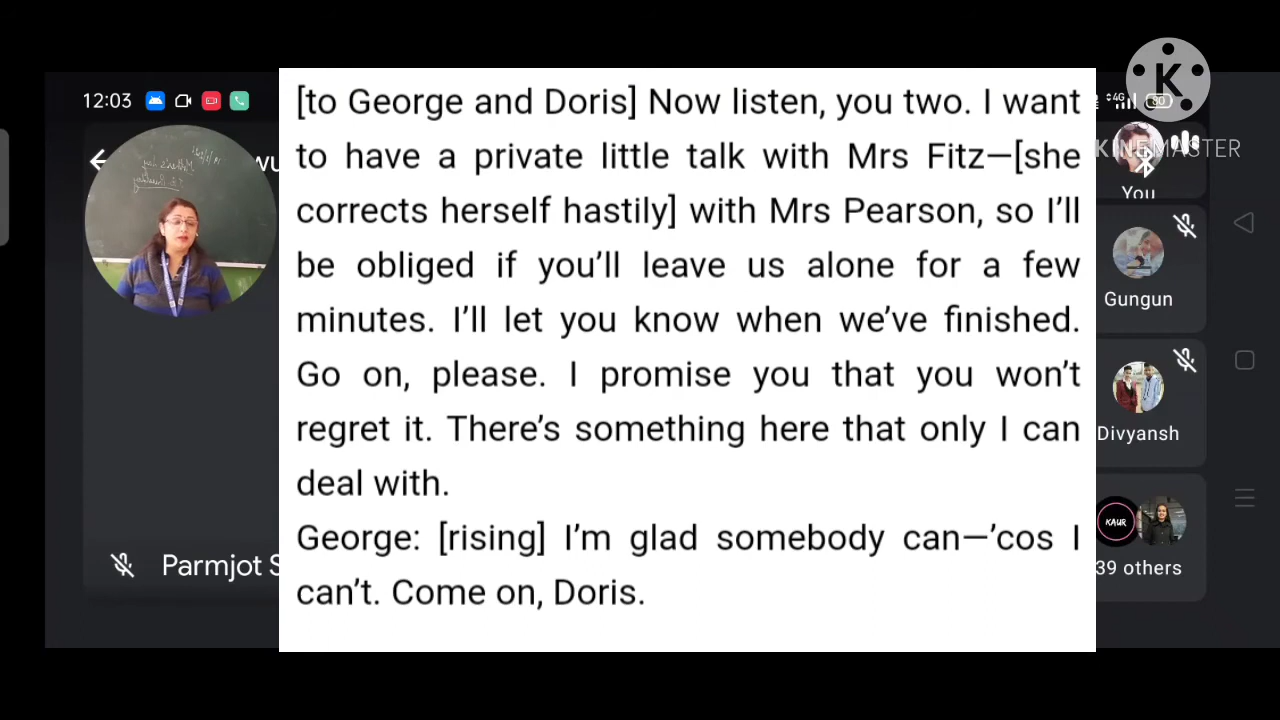 12:03
[to George and Doris] Now listen, you two. I want
to have a private little talk with Mrs Fitz—[she
corrects herself hastily] with Mrs Pearson, so I’ll
be obliged if you’ll leave us alone for a few
minutes. I’ll let you know when we’ve finished.
Go on, please. I promise you that you won’t
regret it. There’s something here that only I can
deal with.
George: [rising] I’m glad somebody can—’cos I
can’t. Come on, Doris.
Parmjot S
4G
80
K
KINEMASTER
You
Gungun
Divyansh
KAUR
39 others